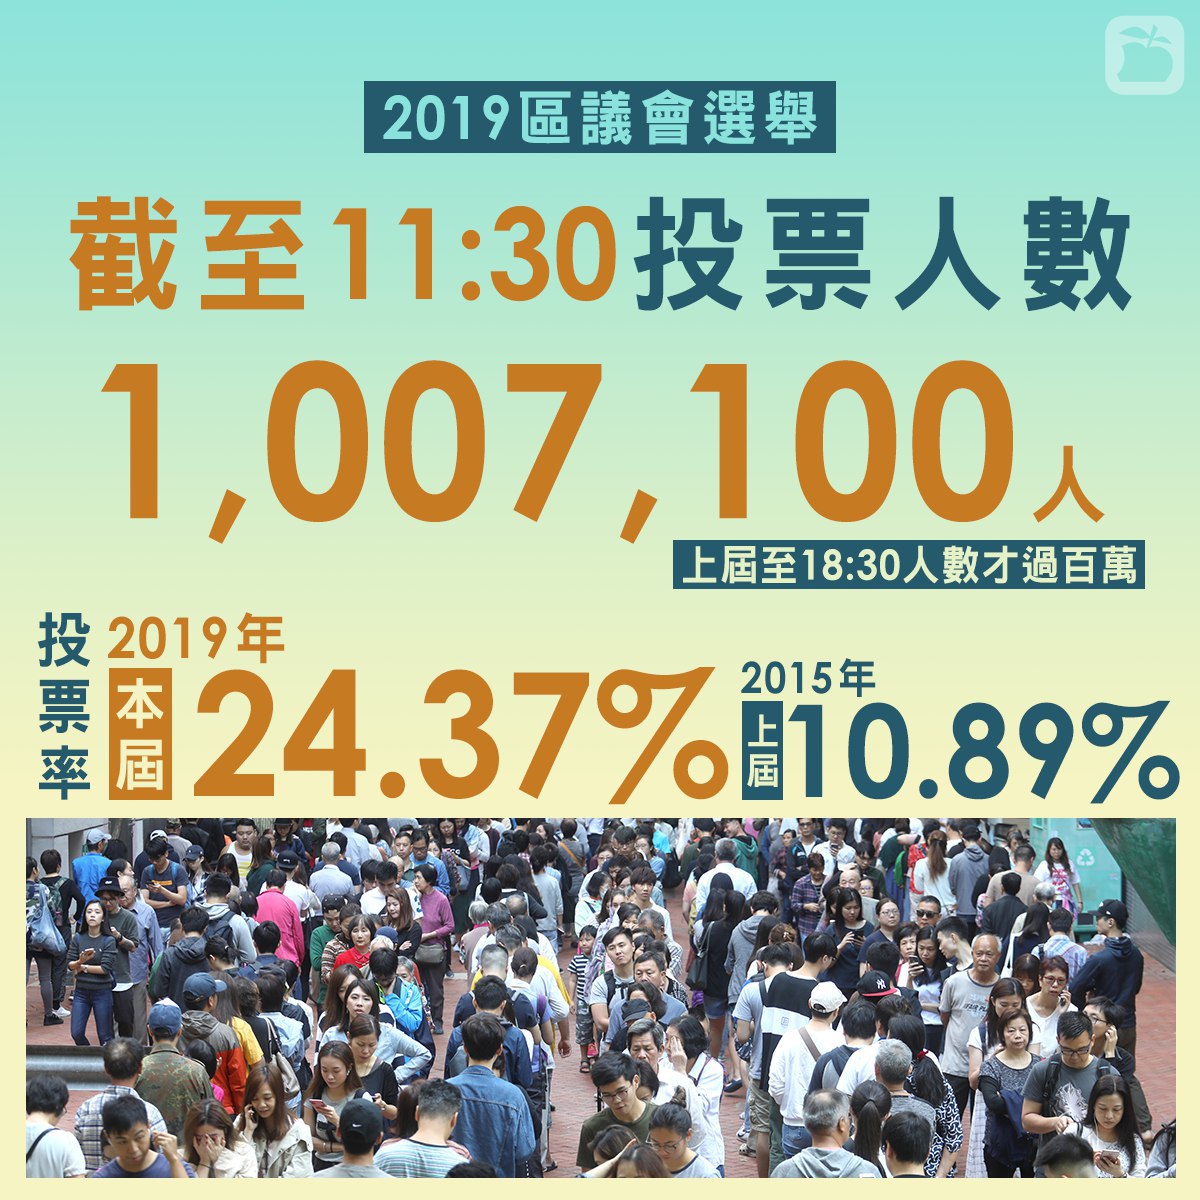 2019區議會選舉
截至11:30投票人數
1,007,100人
上屆至18:30人數才過百萬
投票率
2019年
本屆
24.37%
2015年
上屆
10.89%